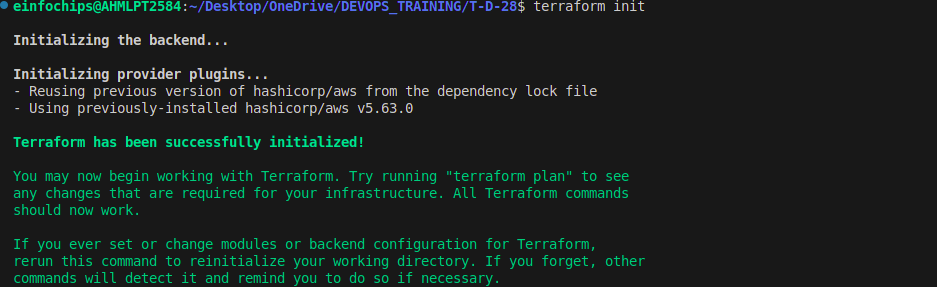 einfochips@AHMLPT2584:~/Desktop/OneDrive/DEVOPS_TRAINING/T-D-28$ terraform init
Initializing the backend...
Initializing provider plugins...
- Reusing previous version of hashicorp/aws from the dependency lock file
- Using previously-installed hashicorp/aws v5.63.0
Terraform has been successfully initialized!
You may now begin working with Terraform. Try running "terraform plan" to see
any changes that are required for your infrastructure. All Terraform commands
should now work.
If you ever set or change modules or backend configuration for Terraform,
rerun this command to reinitialize your working directory. If you forget, other
commands will detect it and remind you to do so if necessary.